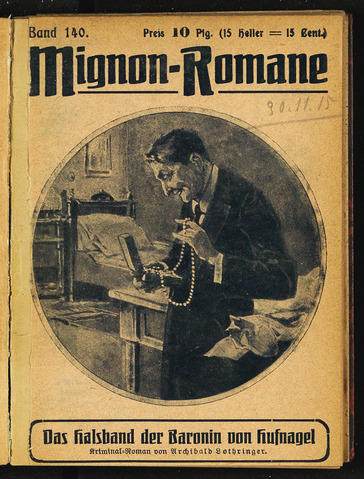 Band 140.
Preis 10 Pfg. (15 Heller = 15 Cent.)
Mignon-Romane
30.11.15
Das Halsband der Baronin von Hufnagel
Kriminal-Roman von Archibald Lothringer.